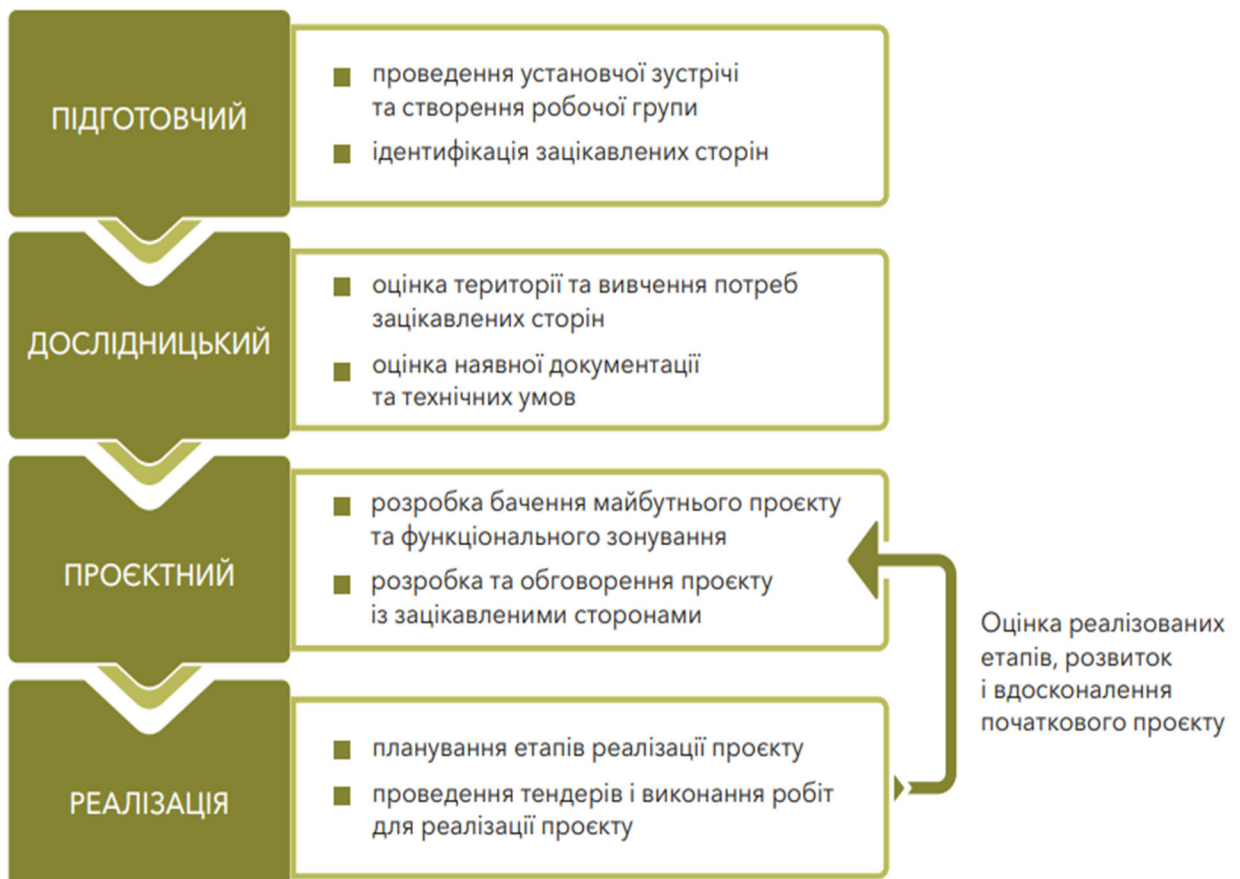 ПІДГОТОВЧИЙ
проведення установчої зустрічі
та створення робочої групи
ідентифікація зацікавлених сторін
ДОСЛІДНИЦЬКИЙ
оцінка території та вивчення потреб
зацікавлених сторін
оцінка наявної документації
та технічних умов
ПРОЄКТНИЙ
розробка бачення майбутнього проєкту
та функціонального зонування
розробка та обговорення проєкту
із зацікавленими сторонами
Оцінка реалізованих
етапів, розвиток
і вдосконалення
початкового проєкту
РЕАЛІЗАЦІЯ
планування етапів реалізації проєкту
проведення тендерів і виконання робіт
для реалізації проєкту